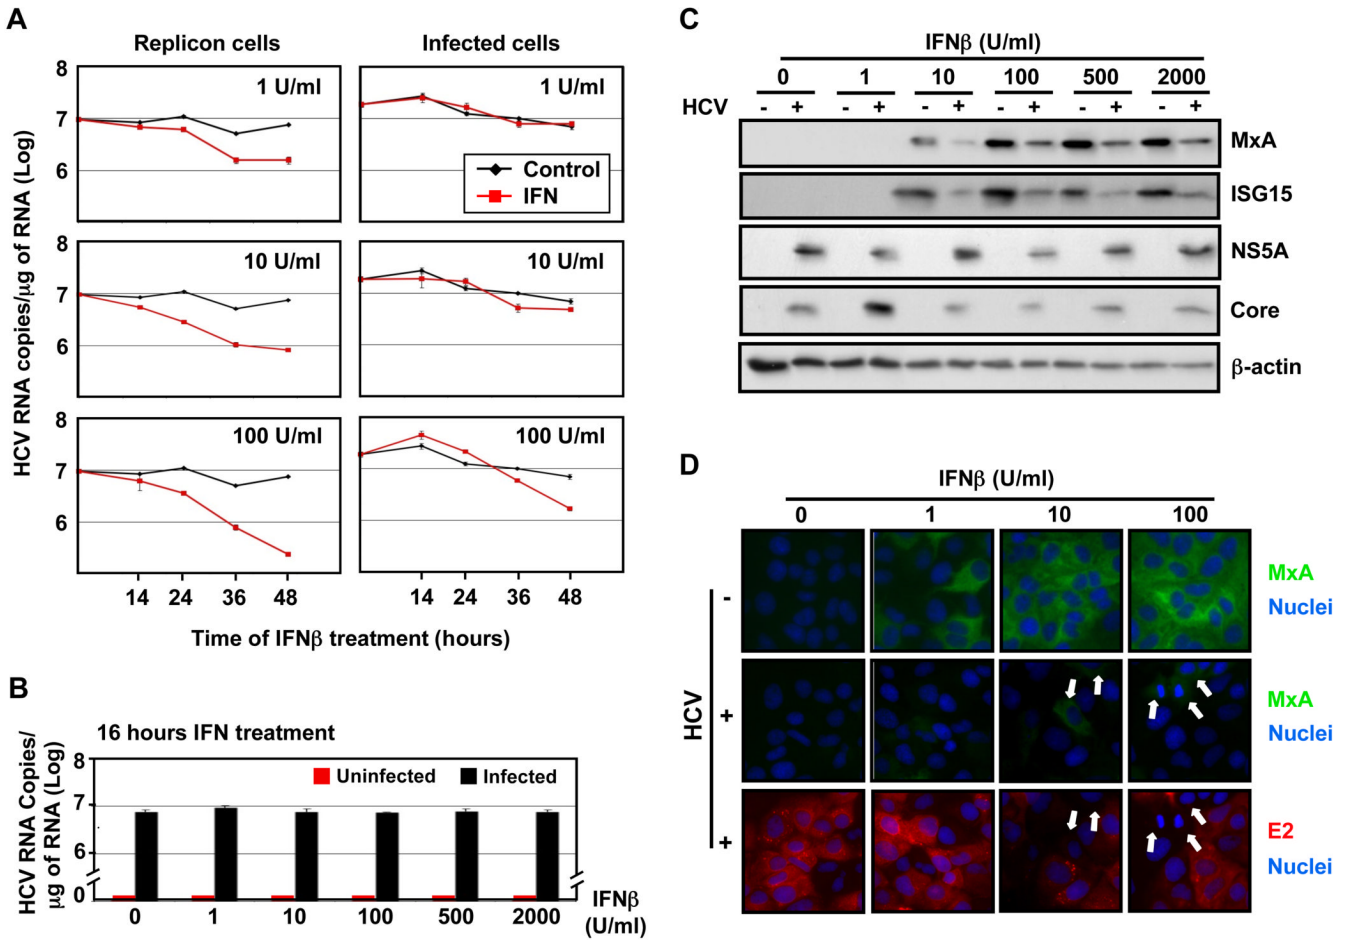 A
Replicon cells
Infected cells
HCV RNA copies/μg of RNA (Log)
8
7
6
1 U/ml
1 U/ml
Control
IFN
8
7
6
10 U/ml
10 U/ml
8
7
6
100 U/ml
100 U/ml
14 24 36 48
14 24 36 48
Time of IFNβ treatment (hours)
B
16 hours IFN treatment
HCV RNA Copies/
μg of RNA (Log)
8
7
6
0
Uninfected Infected
0 1 10 100 500 2000
IFNβ
(U/ml)
C
IFNβ (U/ml)
0 1 10 100 500 2000
HCV - + - + - + - + - + - +
MxA
ISG15
NS5A
Core
β-actin
D
IFNβ (U/ml)
0 1 10 100
HCV
-
MxA
Nuclei
+
MxA
Nuclei
+
E2
Nuclei